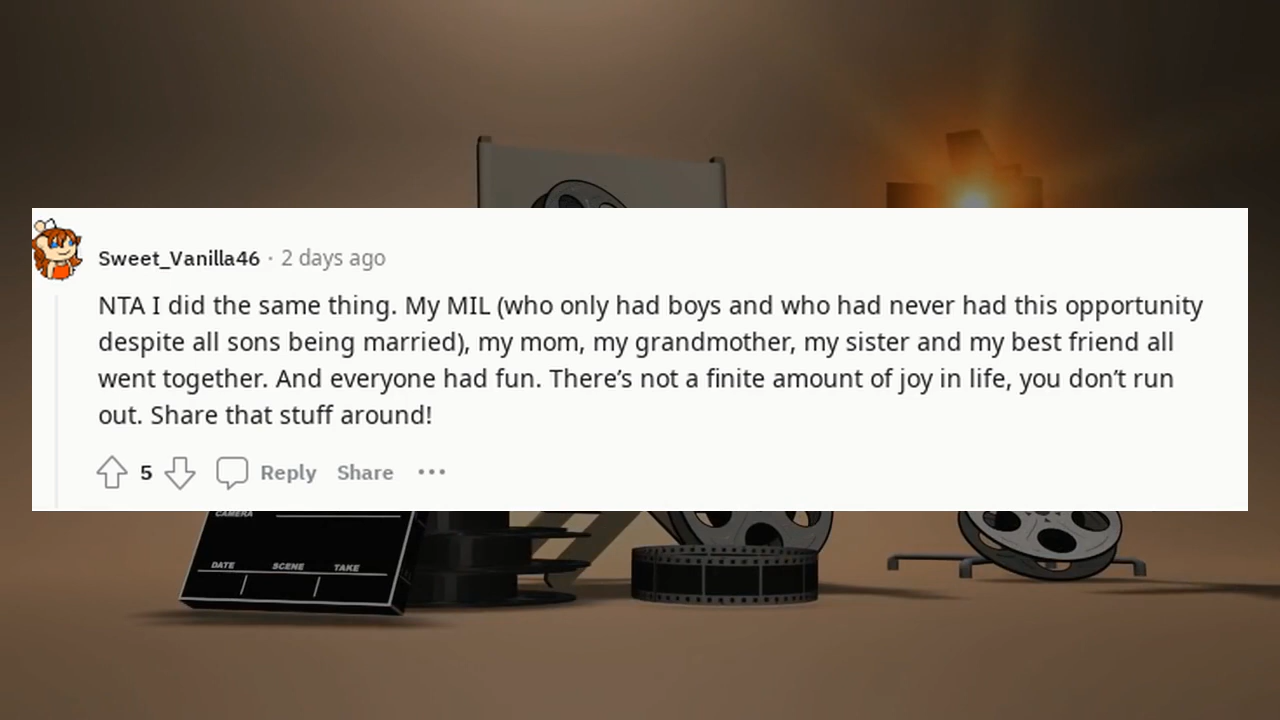 Sweet_Vanilla46 · 2 days ago
NTA I did the same thing. My MIL (who only had boys and who had never had this opportunity
despite all sons being married), my mom, my grandmother, my sister and my best friend all
went together. And everyone had fun. There’s not a finite amount of joy in life, you don’t run
out. Share that stuff around!
5 Reply Share •••
CAMERA
DATE SCENE TAKE